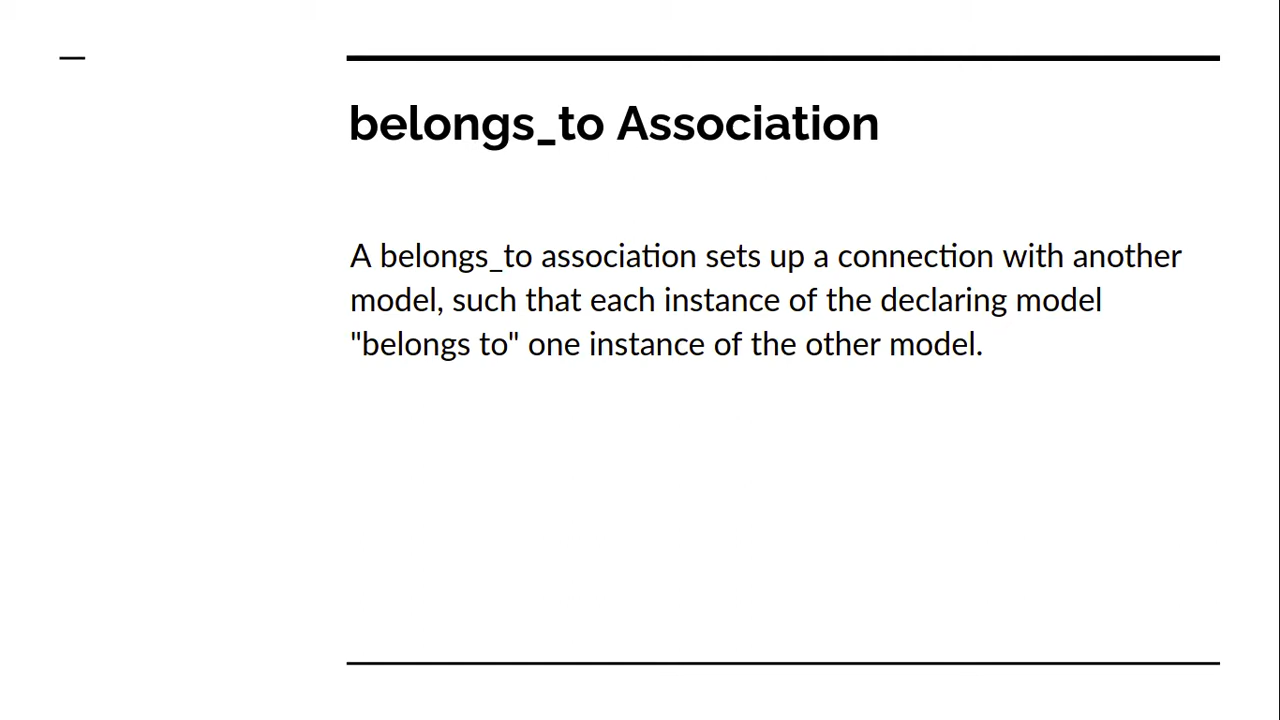 belongs_to Association
A belongs_to association sets up a connection with another
model, such that each instance of the declaring model
"belongs to" one instance of the other model.